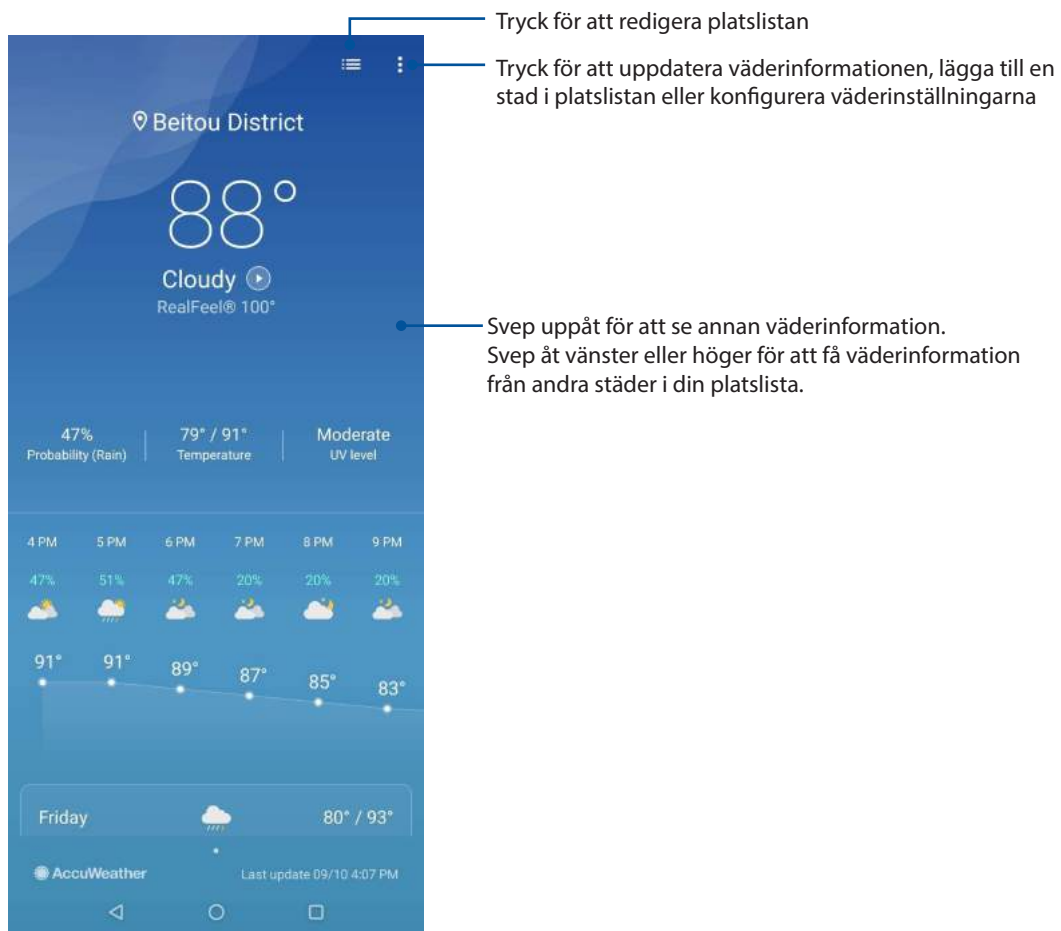 Tryck för att redigera platslistan
Tryck för att uppdatera väderinformationen, lägga till en
stad i platslistan eller konfigurera väderinställningarna
Beitou District
88°
Cloudy
RealFeel® 100°
Svep uppåt för att se annan väderinformation.
Svep åt vänster eller höger för att få väderinformation
från andra städer i din platslista.
47% 79° / 91° Moderate
Probability (Rain) Temperature UV level
4 PM 5 PM 6 PM 7 PM 8 PM 9 PM
47% 51% 47% 20% 20% 20%
91° 91° 89° 87° 85° 83°
Friday 80° / 93°
AccuWeather Last update 09/10 4:07 PM